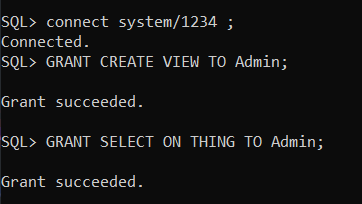 SQL> connect system/1234 ;
Connected.
SQL> GRANT CREATE VIEW TO Admin;
Grant succeeded.
SQL> GRANT SELECT ON THING TO Admin;
Grant succeeded.